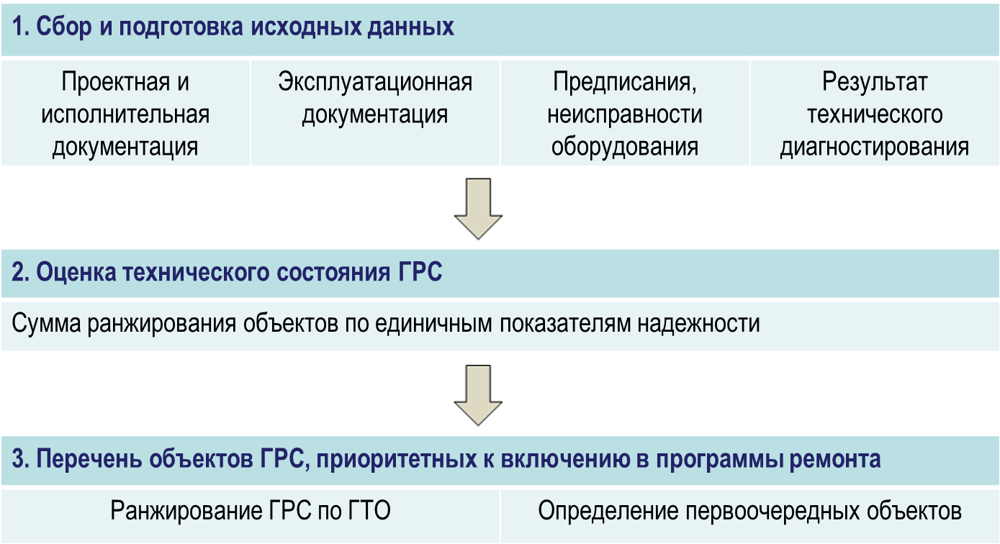 1. Сбор и подготовка исходных данных
Проектная и
исполнительная
документация
Эксплуатационная
документация
Предписания,
неисправности
оборудования
Результат
технического
диагностирования
2. Оценка технического состояния ГРС
Сумма ранжирования объектов по единичным показателям надежности
3. Перечень объектов ГРС, приоритетных к включению в программы ремонта
Ранжирование ГРС по ГТО
Определение первоочередных объектов